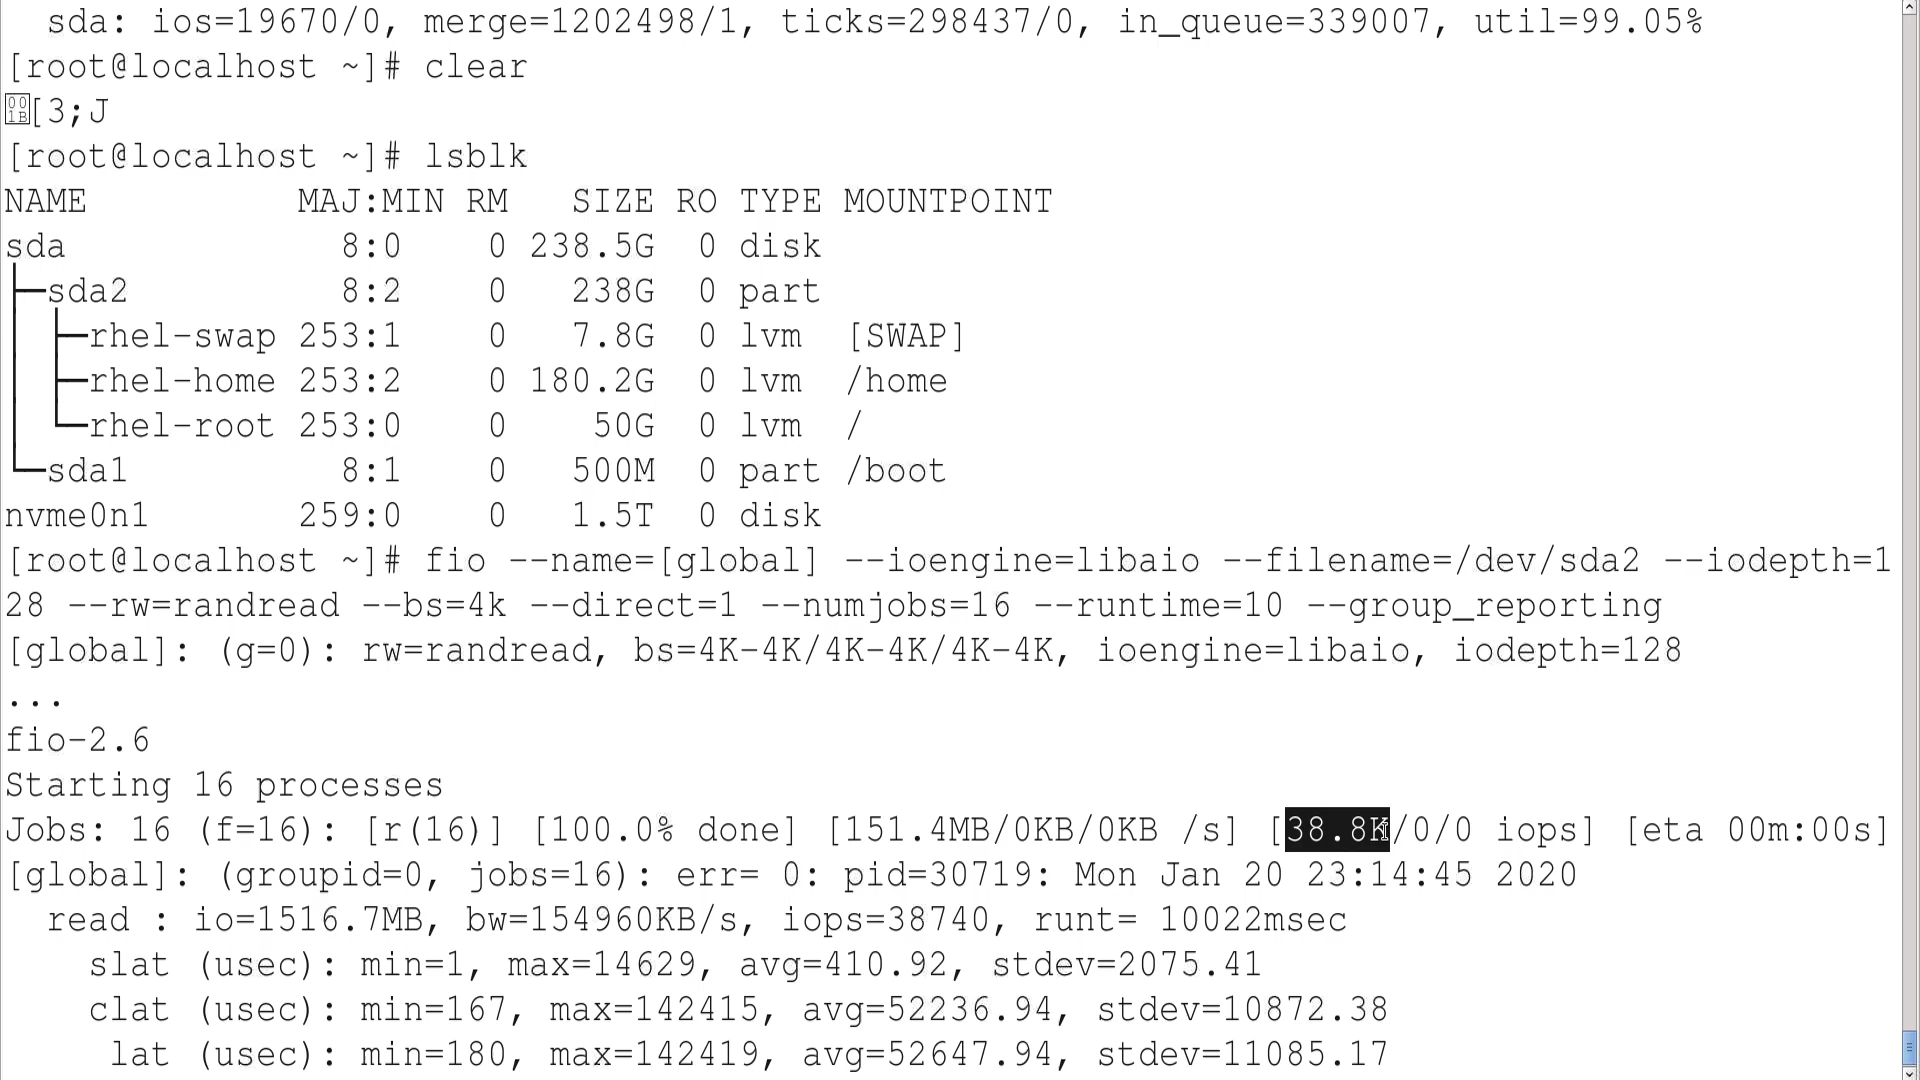 sda: ios=19670/0, merge=1202498/1, ticks=298437/0, in_queue=339007, util=99.05%
[root@localhost ~]# clear
[3;J
[root@localhost ~]# lsblk
NAME MAJ:MIN RM SIZE RO TYPE MOUNTPOINT
sda 8:0 0 238.5G 0 disk
├─sda2 8:2 0 238G 0 part
│ ├─rhel-swap 253:1 0 7.8G 0 lvm [SWAP]
│ ├─rhel-home 253:2 0 180.2G 0 lvm /home
│ └─rhel-root 253:0 0 50G 0 lvm /
└─sda1 8:1 0 500M 0 part /boot
nvme0n1 259:0 0 1.5T 0 disk
[root@localhost ~]# fio --name=[global] --ioengine=libaio --filename=/dev/sda2 --iodepth=1
28 --rw=randread --bs=4k --direct=1 --numjobs=16 --runtime=10 --group_reporting
[global]: (g=0): rw=randread, bs=4K-4K/4K-4K/4K-4K, ioengine=libaio, iodepth=128
...
fio-2.6
Starting 16 processes
Jobs: 16 (f=16): [r(16)] [100.0% done] [151.4MB/0KB/0KB /s] [38.8K/0/0 iops] [eta 00m:00s]
[global]: (groupid=0, jobs=16): err= 0: pid=30719: Mon Jan 20 23:14:45 2020
read : io=1516.7MB, bw=154960KB/s, iops=38740, runt= 10022msec
slat (usec): min=1, max=14629, avg=410.92, stdev=2075.41
clat (usec): min=167, max=142415, avg=52236.94, stdev=10872.38
lat (usec): min=180, max=142419, avg=52647.94, stdev=11085.17